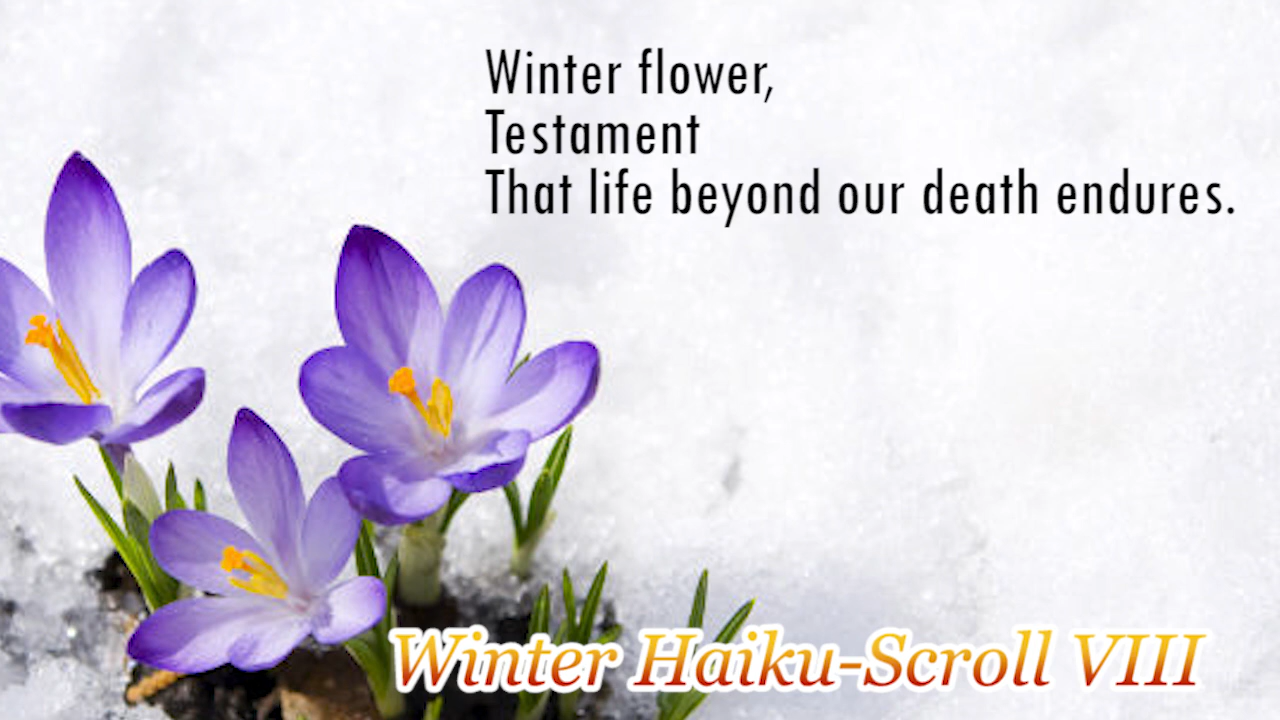 Winter flower,
Testament
That life beyond our death endures.
Winter Haiku-Scroll VIII